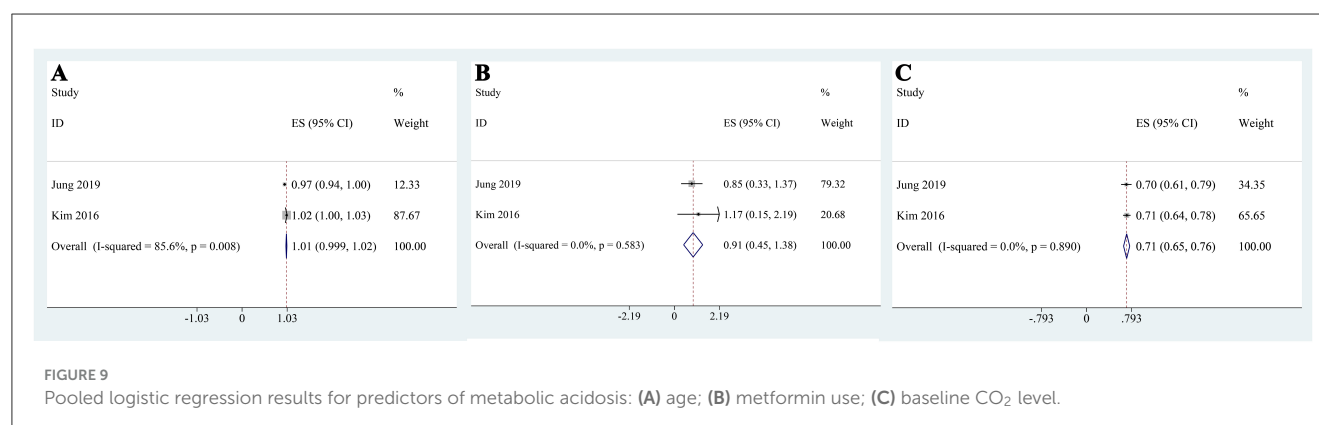 A
Study %
ID ES (95% CI) Weight
Jung 2019 0.97 (0.94, 1.00) 12.33
Kim 2016 1.02 (1.00, 1.03) 87.67
Overall (I-squared = 85.6%, p = 0.008) 1.01 (0.999, 1.02) 100.00
-1.03 0 1.03
B
Study %
ID ES (95% CI) Weight
Jung 2019 0.85 (0.33, 1.37) 79.32
Kim 2016 1.17 (0.15, 2.19) 20.68
Overall (I-squared = 0.0%, p = 0.583) 0.91 (0.45, 1.38) 100.00
-2.19 0 2.19
C
Study %
ID ES (95% CI) Weight
Jung 2019 0.70 (0.61, 0.79) 34.35
Kim 2016 0.71 (0.64, 0.78) 65.65
Overall (I-squared = 0.0%, p = 0.890) 0.71 (0.65, 0.76) 100.00
-.793 0 .793
FIGURE 9
Pooled logistic regression results for predictors of metabolic acidosis: (A) age; (B) metformin use; (C) baseline CO₂ level.